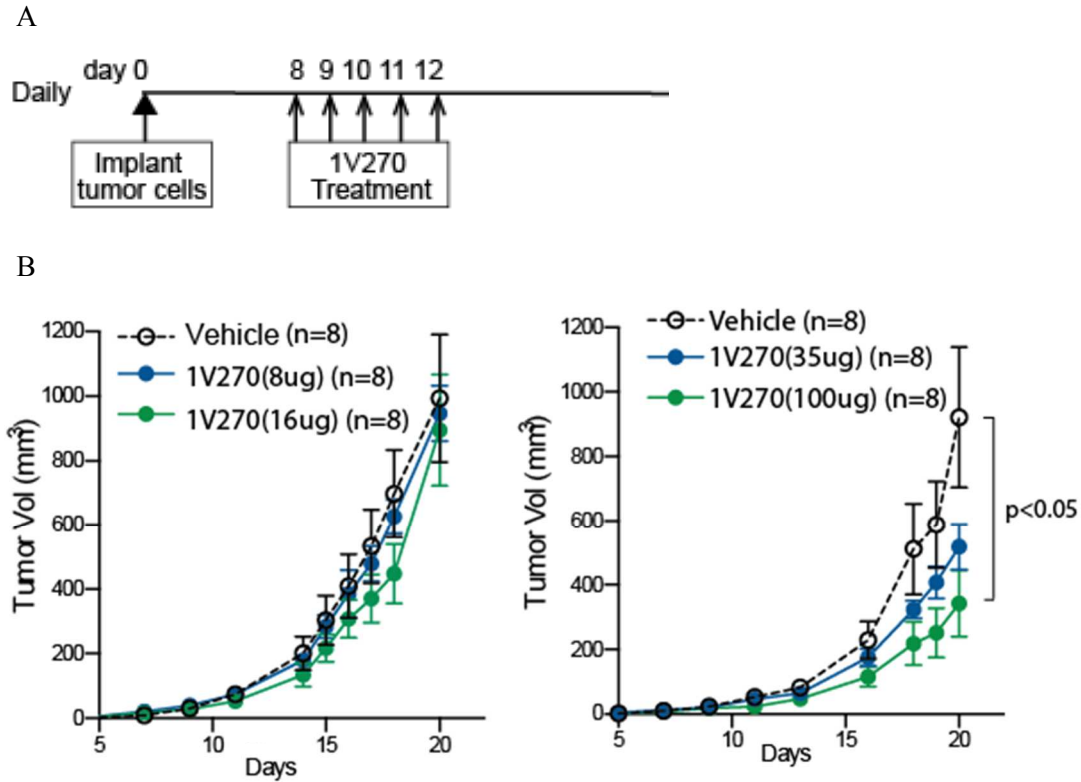 A
day 0 8 9 10 11 12
Daily
Implant
tumor cells
1V270
Treatment
B
Vehicle (n=8)
1V270(8ug) (n=8)
1V270(16ug) (n=8)
1200
1000
800
600
400
200
0
Tumor Vol (mm3)
5 10 15 20
Days
Vehicle (n=8)
1V270(35ug) (n=8)
1V270(100ug) (n=8)
1200
1000
800
600
400
200
0
Tumor Vol (mm3)
p<0.05
5 10 15 20
Days